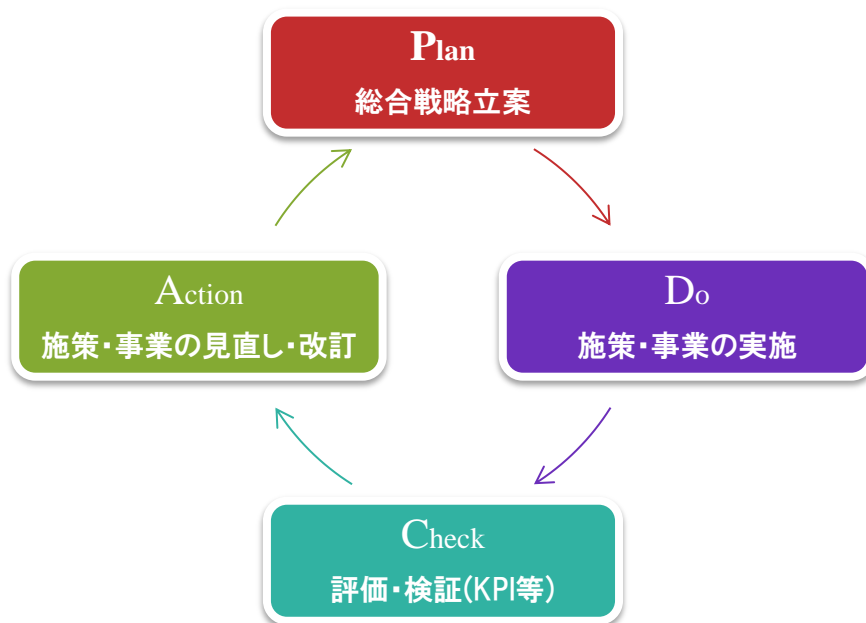 Plan
総合戦略立案
Do
施策・事業の実施
Check
評価・検証(KPI等)
Action
施策・事業の見直し・改訂